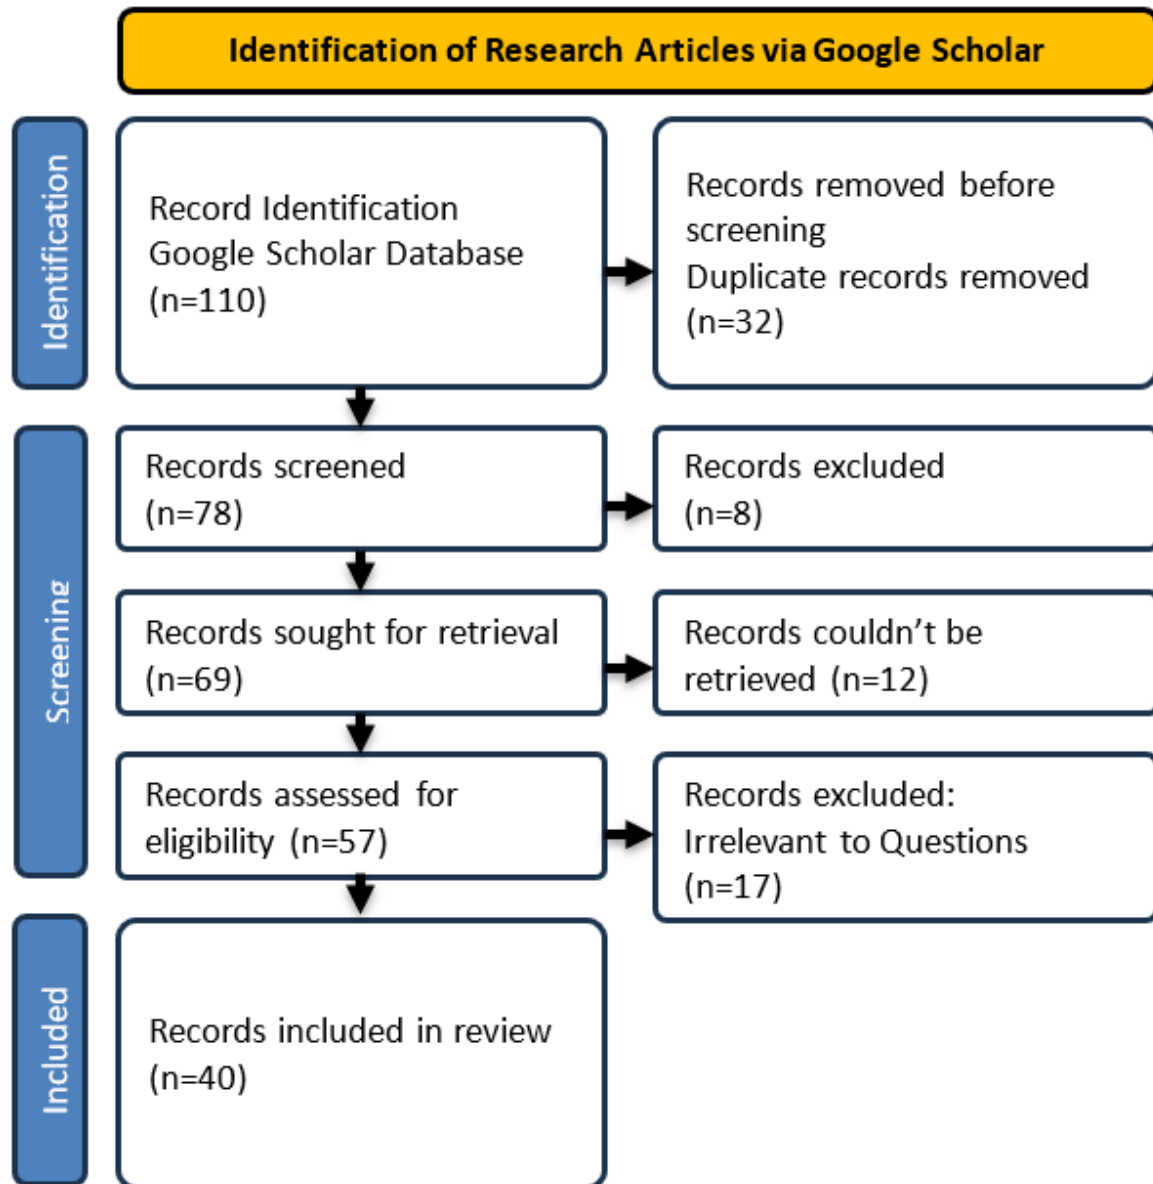 Identification of Research Articles via Google Scholar
Identification
Record Identification
Google Scholar Database
(n=110)
Records removed before
screening
Duplicate records removed
(n=32)
Screening
Records screened
(n=78)
Records excluded
(n=8)
Records sought for retrieval
(n=69)
Records couldn’t be
retrieved (n=12)
Records assessed for
eligibility (n=57)
Records excluded:
Irrelevant to Questions
(n=17)
Included
Records included in review
(n=40)